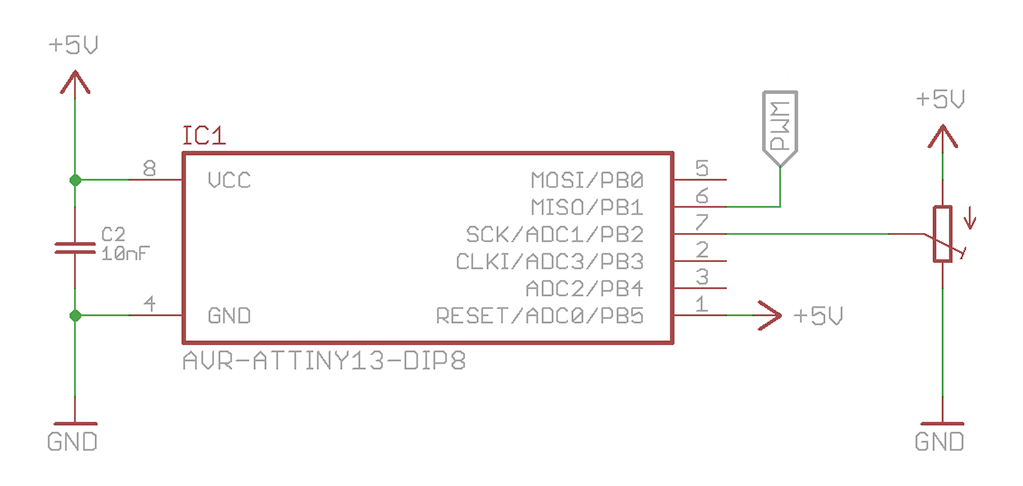 +5V
+5V
PWM
IC1
8
VCC
MOSI/PB0
5
MISO/PB1
6
SCK/ADC1/PB2
7
C2
10nF
CLKI/ADC3/PB3
2
ADC2/PB4
3
4
GND
RESET/ADC0/PB5
1
+5V
AVR-ATTINY13-DIP8
GND
GND